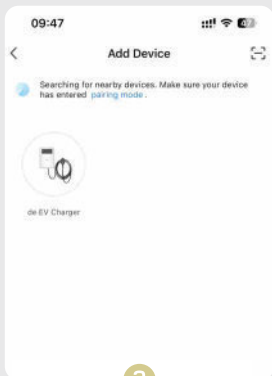 09:47
Add Device
Searching for nearby devices. Make sure your device
has entered pairing mode.
de EV Charger